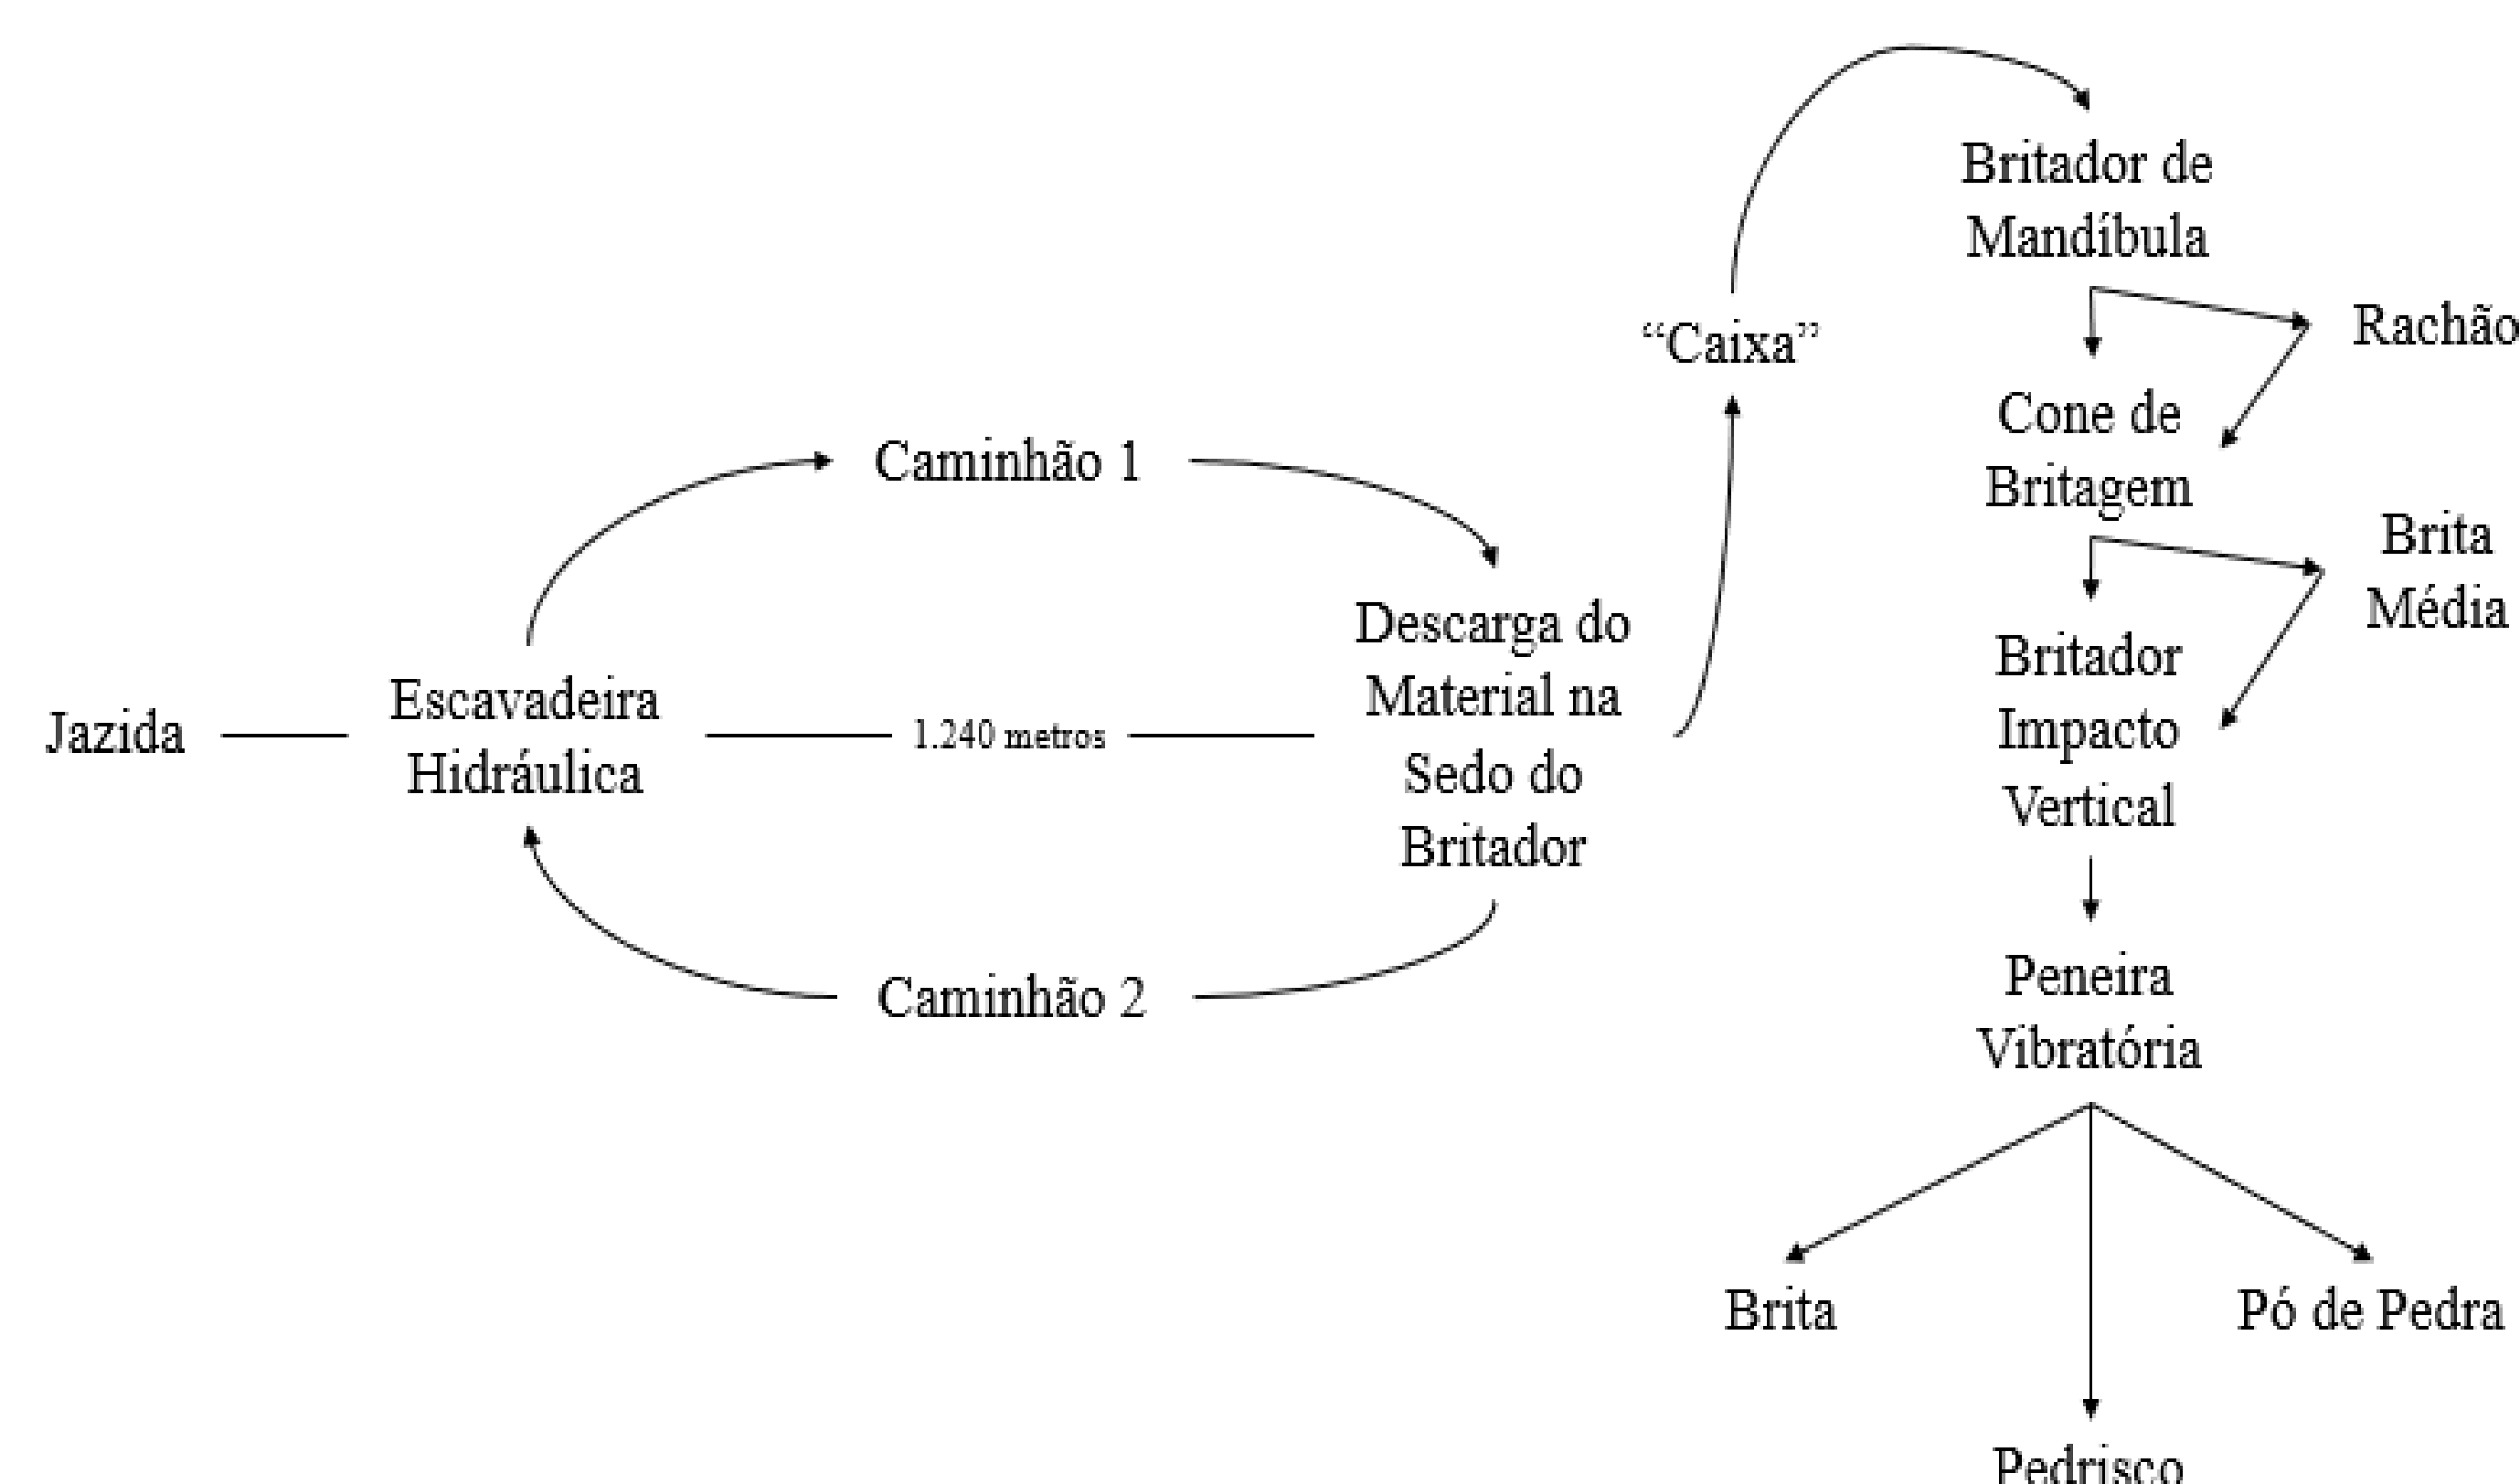 Jazida
Escavadeira
Hidráulica
Caminhão 1
1.240 metros
Caminhão 2
Descarga do
Material na
Sedo do
Britador
“Caixa”
Britador de
Mandíbula
Rachão
Cone de
Britagem
Brita
Média
Britador
Impacto
Vertical
Peneira
Vibratória
Brita
Pó de Pedra
Pedrisco